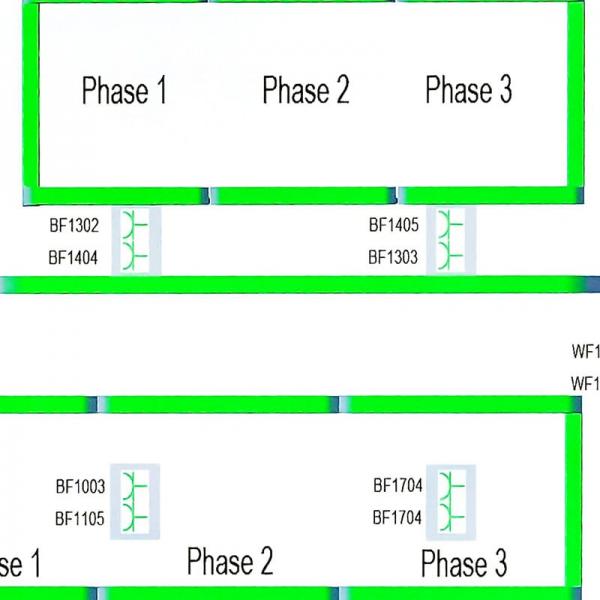 Phase 1 Phase 2 Phase 3
BF1302 BF1405
BF1404 BF1303
WF1
WF1
BF1003 BF1704
BF1105 BF1704
se 1 Phase 2 Phase 3